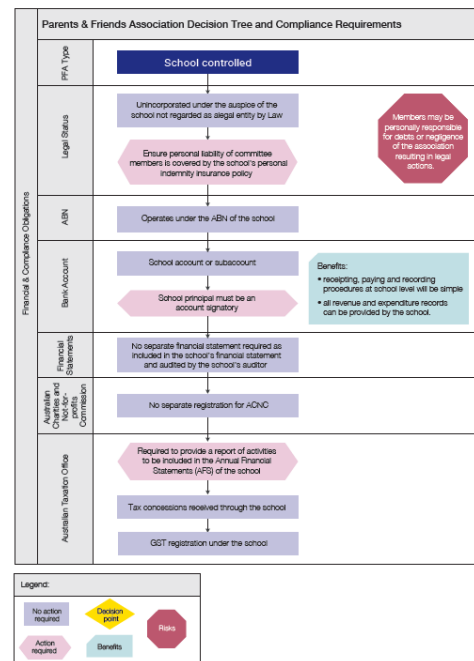 Parents & Friends Association Decision Tree and Compliance Requirements
Financial & Compliance Obligations
PFA Type
School controlled
Legal Status
Unincorporated under the auspice of the
school not regarded as alegal entity by Law
Ensure personal liability of committee
members is covered by the school's personal
indemnity insurance policy
Members may be
personally responsible
for debts or negligence
of the association
resulting in legal
actions.
ABN
Operates under the ABN of the school
Bank Account
School account or subaccount
School principal must be an
account signatory
Benefits:
• receipting, paying and recording
procedures at school level will be simple
• all revenue and expenditure records
can be provided by the school.
Financial
Statements
No separate financial statement required as
included in the school's financial statement
and audited by the school's auditor
Australian
Charities and
Not-for-
profits
Commission
No separate registration for ACNC
Australian Taxation Office
Required to provide a report of activities
to be included in the Annual Financial
Statements (AFS) of the school
Tax concessions received through the school
GST registration under the school
Legend:
No action
required
Decision
point
Risks
Action
required
Benefits